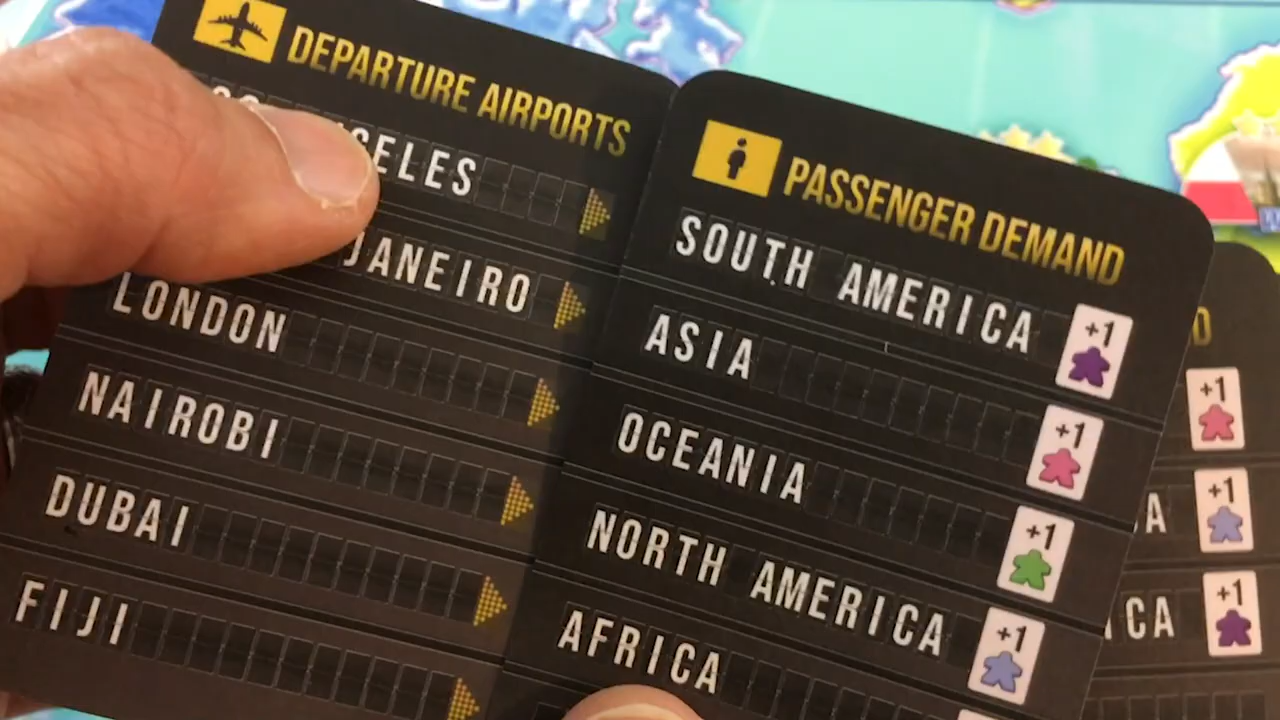 DEPARTURE AIRPORTS
JANEIRO
LONDON
NAIROBI
DUBAI
FIJI
PASSENGER DEMAND
SOUTH AMERICA +1
ASIA +1
OCEANIA +1
NORTH AMERICA +1
AFRICA
+1
+1
+1